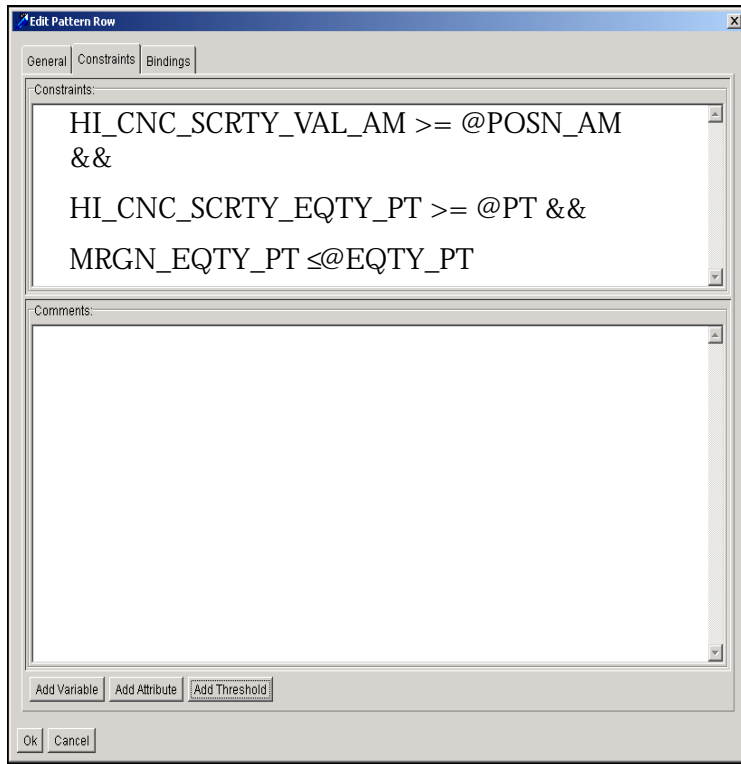 Edit Pattern Row
General Constraints Bindings
Constraints:
HI_CNC_SCRTY_VAL_AM >= @POSN_AM
&&
HI_CNC_SCRTY_EQTY_PT >= @PT &&
MRGN_EQTY_PT ≤@EQTY_PT
Comments:
Add Variable Add Attribute Add Threshold
Ok Cancel